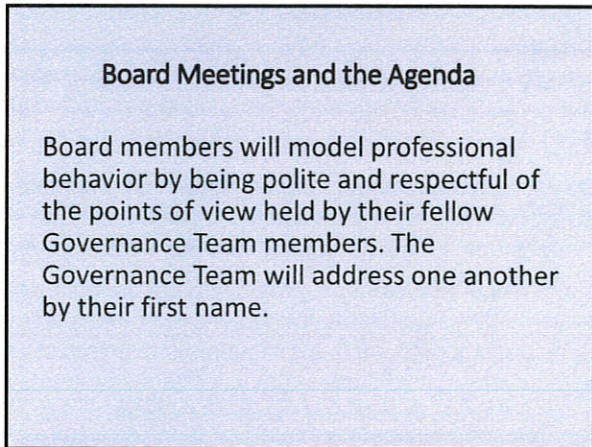 Board Meetings and the Agenda
Board members will model professional
behavior by being polite and respectful of
the points of view held by their fellow
Governance Team members. The
Governance Team will address one another
by their first name.